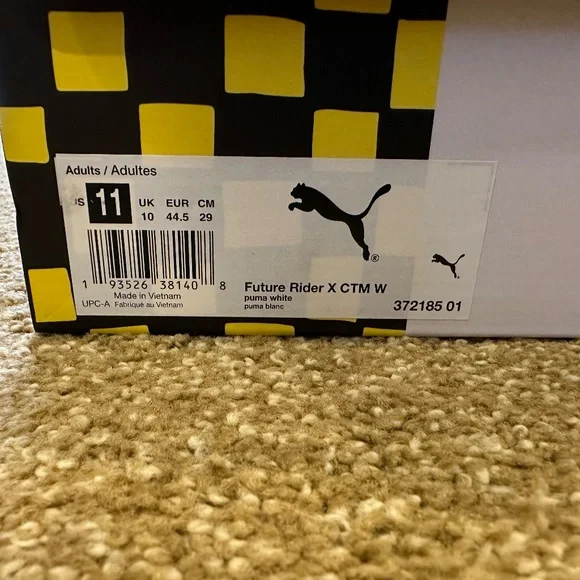 Adults / Adultes
US 11 UK EUR CM
10 44.5 29
1 93526 38140 8
Made in Vietnam
UPC-A Fabriqué au Vietnam
®
Future Rider X CTM W
puma white
puma blanc
372185 01